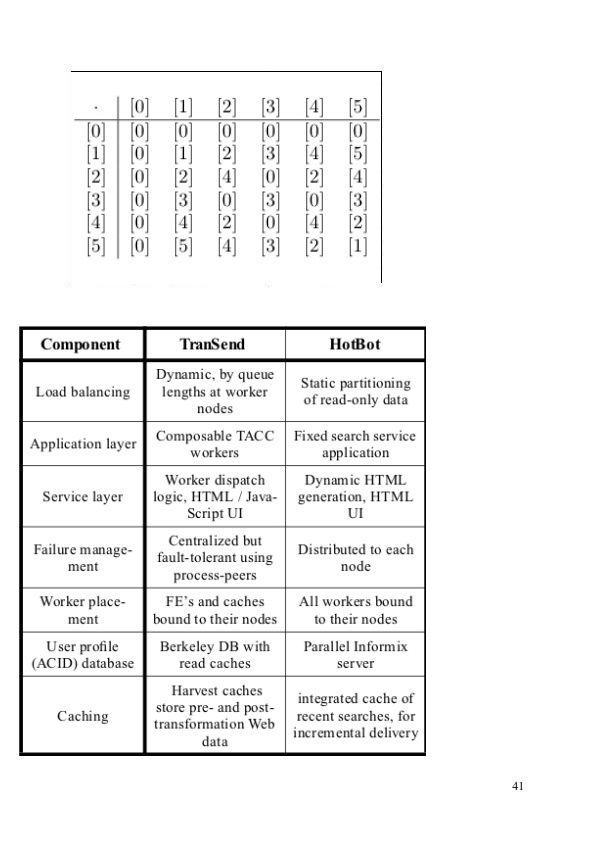 · [0] [1] [2] [3] [4] [5]
[0] [0] [0] [0] [0] [0] [0]
[1] [0] [1] [2] [3] [4] [5]
[2] [0] [2] [4] [0] [2] [4]
[3] [0] [3] [0] [3] [0] [3]
[4] [0] [4] [2] [0] [4] [2]
[5] [0] [5] [4] [3] [2] [1]
Component TranSend HotBot
Load balancing
Dynamic, by queue
lengths at worker
nodes
Static partitioning
of read-only data
Application layer
Composable TACC
workers
Fixed search service
application
Service layer
Worker dispatch
logic, HTML / Java-
Script UI
Dynamic HTML
generation, HTML
UI
Failure manage-
ment
Centralized but
fault-tolerant using
process-peers
Distributed to each
node
Worker place-
ment
FE's and caches
bound to their nodes
All workers bound
to their nodes
User profile
(ACID) database
Berkeley DB with
read caches
Parallel Informix
server
Caching
Harvest caches
store pre- and post-
transformation Web
data
integrated cache of
recent searches, for
incremental delivery
41